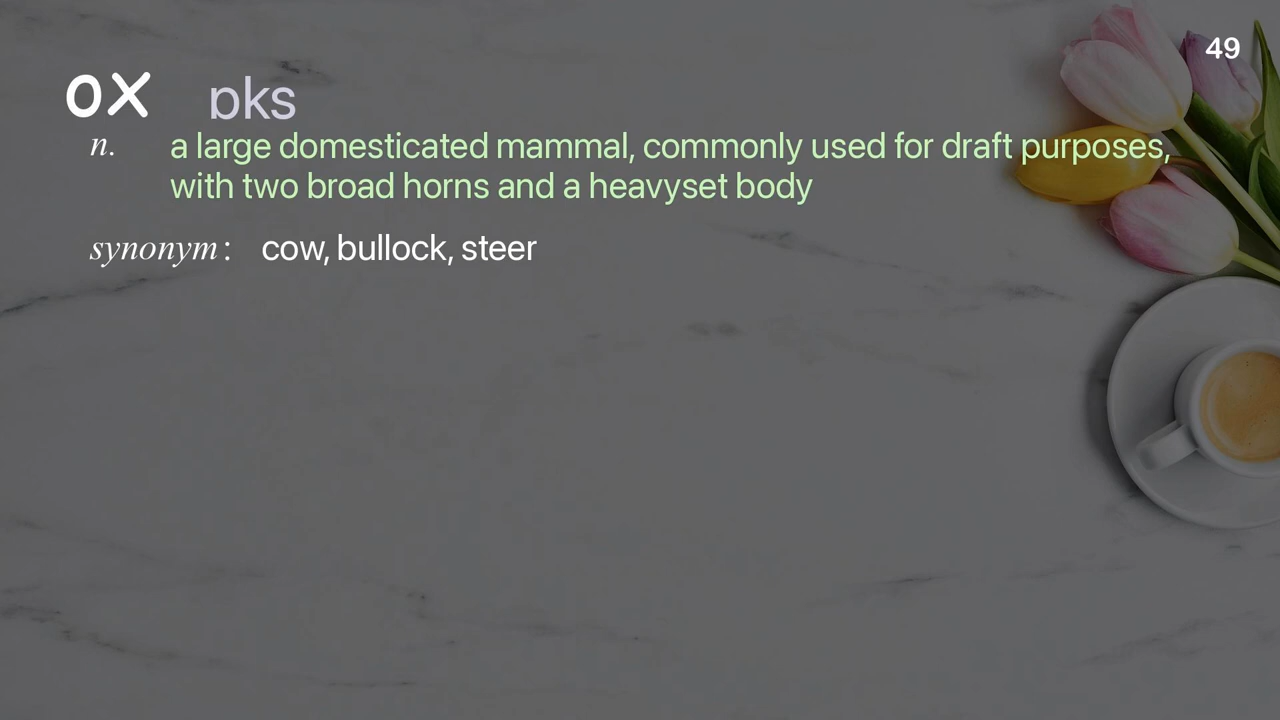 49
ox ɒks
n. a large domesticated mammal, commonly used for draft purposes,
with two broad horns and a heavyset body
synonym: cow, bullock, steer